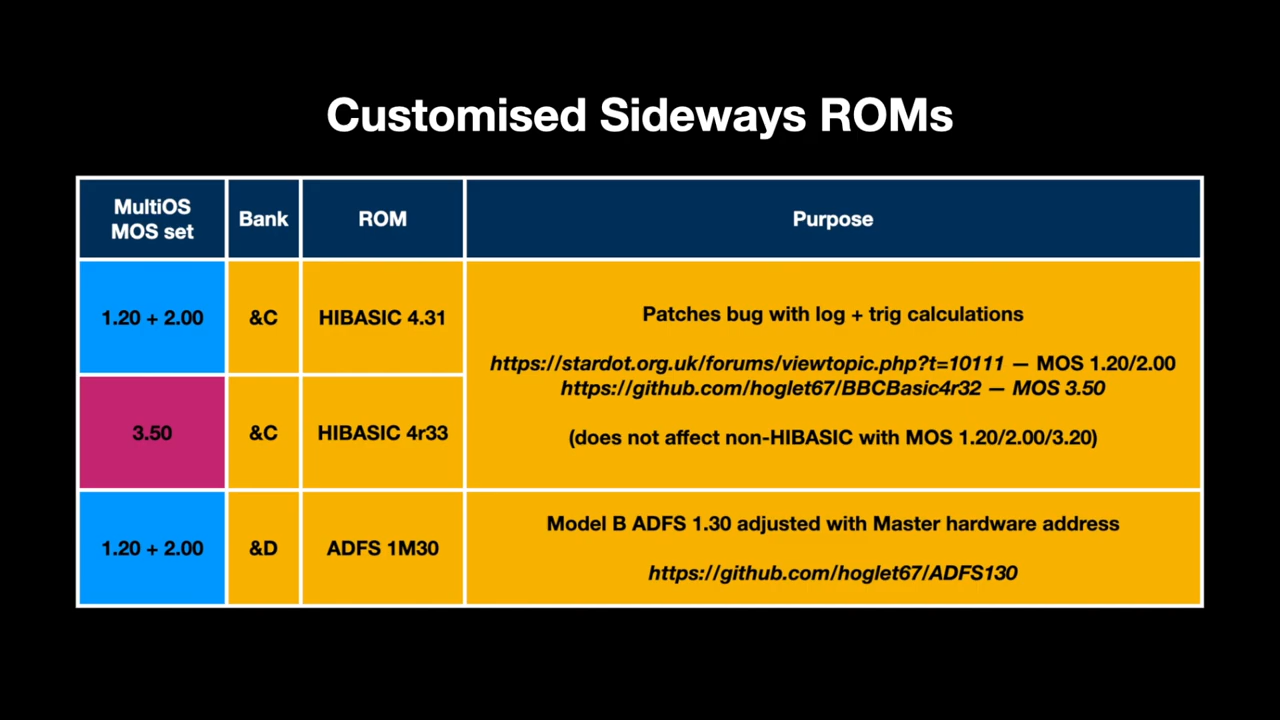 Customised Sideways ROMs
MultiOS
MOS set
Bank
ROM
Purpose
1.20 + 2.00
&C
HIBASIC 4.31
Patches bug with log + trig calculations
https://stardot.org.uk/forums/viewtopic.php?t=10111 — MOS 1.20/2.00
https://github.com/hoglet67/BBCBasic4r32 — MOS 3.50
(does not affect non-HIBASIC with MOS 1.20/2.00/3.20)
3.50
&C
HIBASIC 4r33
1.20 + 2.00
&D
ADFS 1M30
Model B ADFS 1.30 adjusted with Master hardware address
https://github.com/hoglet67/ADFS130